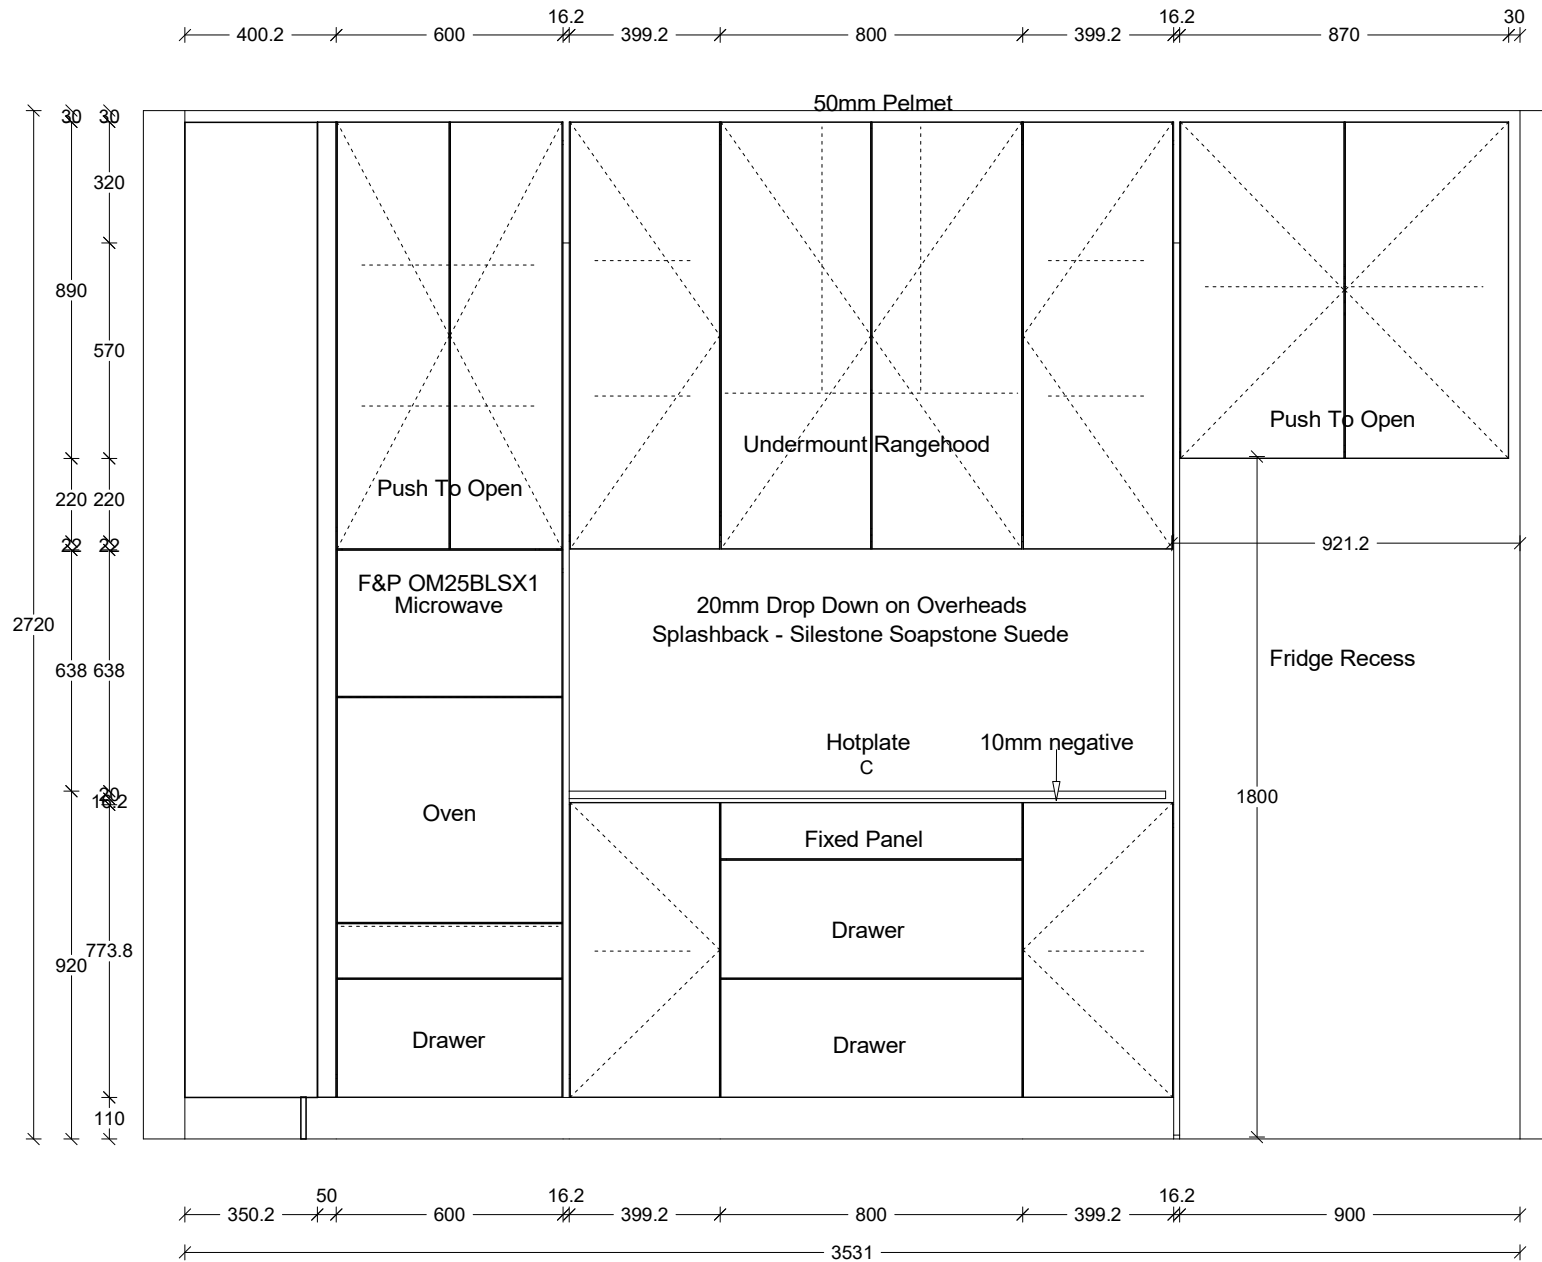 16.2 16.2 30
400.2 600 399.2 800 399.2 870
50mm Pelmet
30 30
320
890
570
Push To Open
Undermount Rangehood
Push To Open
220 220
22 22
921.2
F&P OM25BLSX1
Microwave
20mm Drop Down on Overheads
Splashback - Silestone Soapstone Suede
2720
638 638
Fridge Recess
Hotplate 10mm negative
C
20
16.2
1800
Oven
Fixed Panel
Drawer
773.8
920
Drawer
Drawer
110
50 16.2 16.2
350.2 600 399.2 800 399.2 900
3531